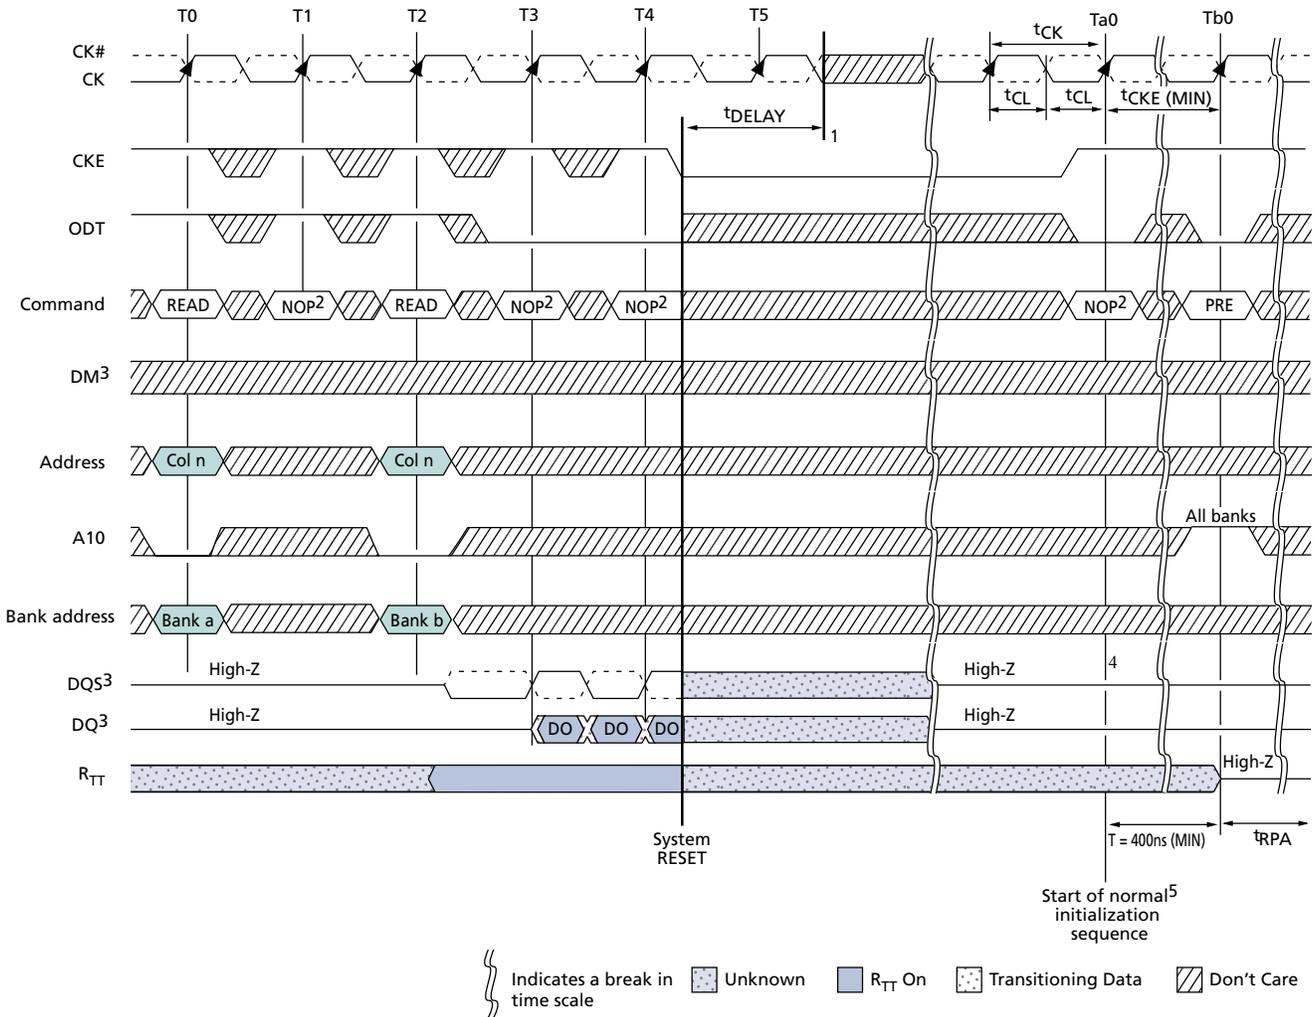 T0 T1 T2 T3 T4 T5 Ta0 Tb0
CK#
CK
tCK
tCL tCL tCKE (MIN)
tDELAY
1
CKE
ODT
Command READ NOP2 READ NOP2 NOP2 NOP2 PRE
DM3
Address Col n Col n
A10 All banks
Bank address Bank a Bank b
DQS3 High-Z High-Z 4
DQ3 High-Z DO DO DO High-Z
RTT High-Z
System
RESET
T = 400ns (MIN) tRPA
Start of normal5
initialization
sequence
Indicates a break in
time scale
Unknown RTT On Transitioning Data Don't Care